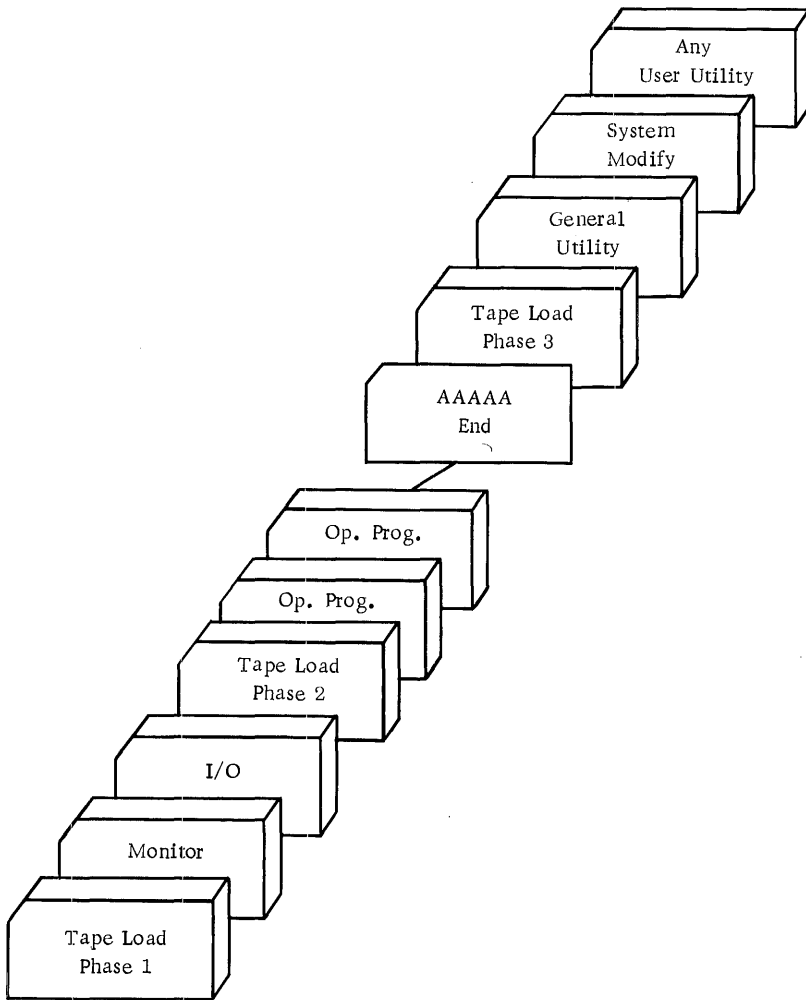 Any
User Utility
System
Modify
General
Utility
Tape Load
Phase 3
AAAAA
End
Op. Prog.
Op. Prog.
Tape Load
Phase 2
I/O
Monitor
Tape Load
Phase 1